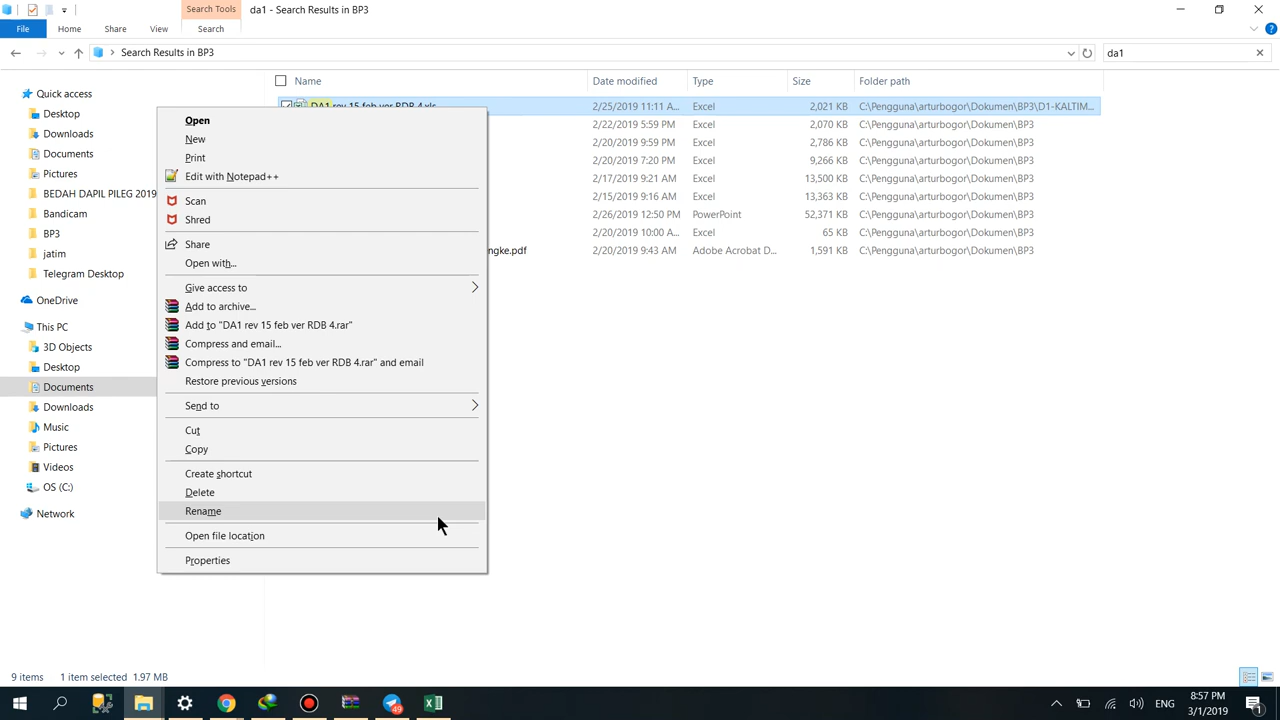 Search Tools
da1 - Search Results in BP3
File
Home
Share
View
Search
Search Results in BP3
da1
Name
Date modified
Type
Size
Folder path
DA1 rev 15 feb ver RDB 4.xls
2/25/2019 11:11 A... Excel 2,021 KB C:\Pengguna\arturbogor\Dokumen\BP3\D1-KALTIM...
2/22/2019 5:59 PM Excel 2,070 KB C:\Pengguna\arturbogor\Dokumen\BP3
2/20/2019 9:59 PM Excel 2,786 KB C:\Pengguna\arturbogor\Dokumen\BP3
2/20/2019 7:20 PM Excel 9,266 KB C:\Pengguna\arturbogor\Dokumen\BP3
2/17/2019 9:21 AM Excel 13,500 KB C:\Pengguna\arturbogor\Dokumen\BP3
2/15/2019 9:16 AM Excel 13,363 KB C:\Pengguna\arturbogor\Dokumen\BP3
2/26/2019 12:50 PM PowerPoint 52,371 KB C:\Pengguna\arturbogor\Dokumen\BP3
2/20/2019 10:00 A... Excel 65 KB C:\Pengguna\arturbogor\Dokumen\BP3
ngke.pdf 2/20/2019 9:43 AM Adobe Acrobat D... 1,591 KB C:\Pengguna\arturbogor\Dokumen\BP3
Quick access
Desktop
Downloads
Documents
Pictures
BEDAH DAPIL PILEG 2019
Bandicam
BP3
jatim
Telegram Desktop
OneDrive
This PC
3D Objects
Desktop
Documents
Downloads
Music
Pictures
Videos
OS (C:)
Network
Open
New
Print
Edit with Notepad++
Scan
Shred
Share
Open with...
Give access to
Add to archive...
Add to "DA1 rev 15 feb ver RDB 4.rar"
Compress and email...
Compress to "DA1 rev 15 feb ver RDB 4.rar" and email
Restore previous versions
Send to
Cut
Copy
Create shortcut
Delete
Rename
Open file location
Properties
9 items 1 item selected 1.97 MB
49
ENG
8:57 PM
3/1/2019
1